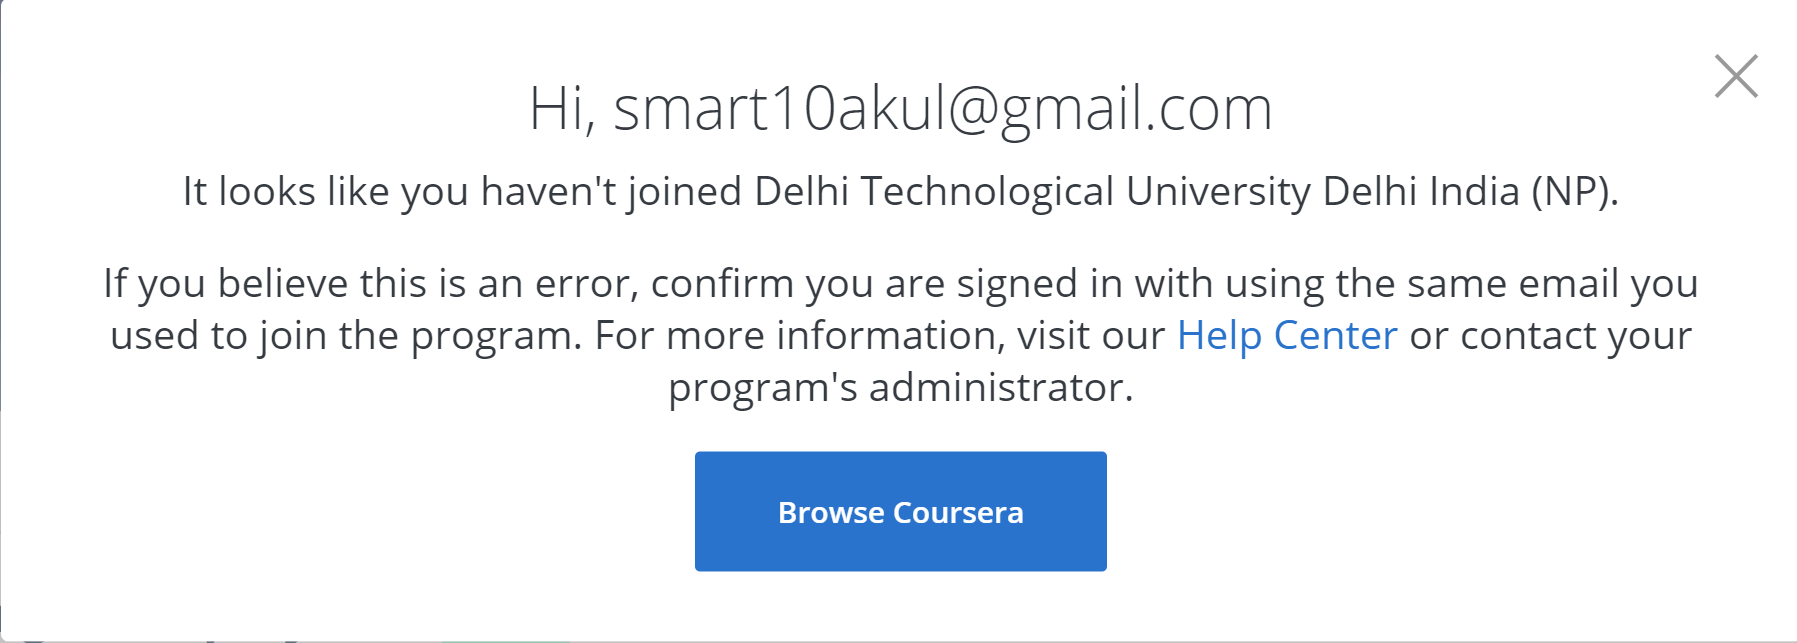 Hi, smart10akul@gmail.com
It looks like you haven't joined Delhi Technological University Delhi India (NP).
If you believe this is an error, confirm you are signed in with using the same email you
used to join the program. For more information, visit our Help Center or contact your
program's administrator.
Browse Coursera